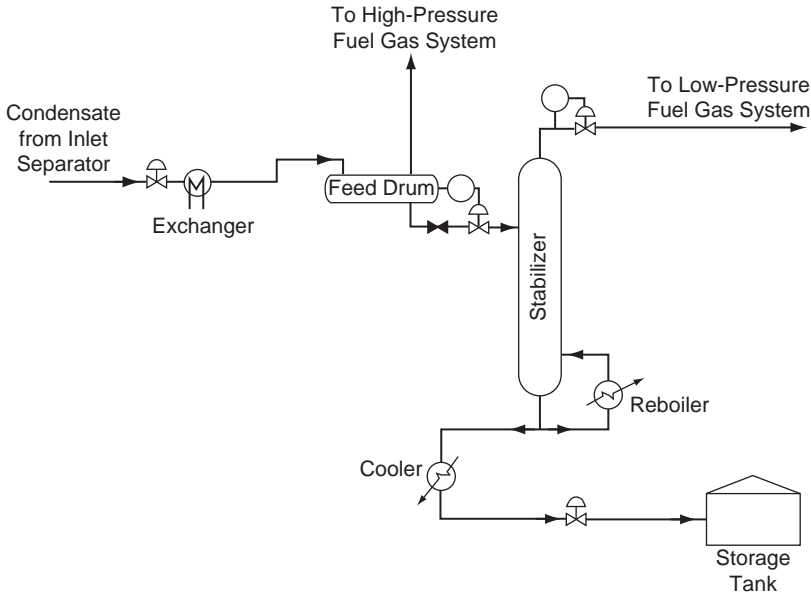 To High-Pressure
Fuel Gas System
To Low-Pressure
Fuel Gas System
Condensate
from Inlet
Separator
Feed Drum
Exchanger
Stabilizer
Reboiler
Cooler
Storage
Tank